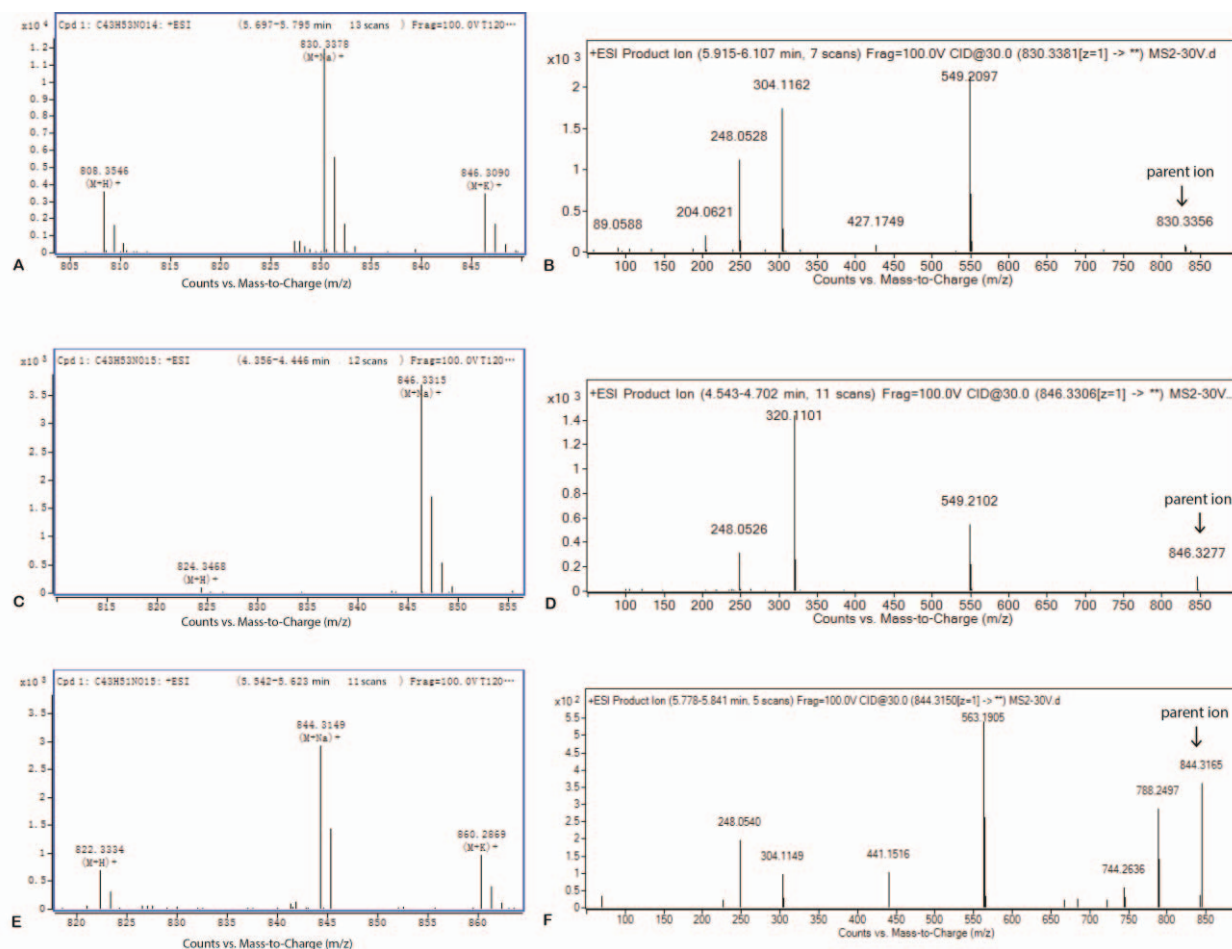 x10 4 Cpd 1: C43H53NO14: +ESI (5.697-5.795 min 13 scans ) Frag=100.0V T120···
830.3378
(M+Na)+
1.2
1.1
1
0.9
0.8
0.7
0.6
0.5
0.4
0.3
0.2
0.1
0
808.3546
(M+H)+
846.3090
(M+K)+
805 810 815 820 825 830 835 840 845
A
Counts vs. Mass-to-Charge (m/z)
+ESI Product Ion (5.915-6.107 min, 7 scans) Frag=100.0V CID@30.0 (830.3381[z=1] -> **) MS2-30V.d
x10 3
2
1.5
1
0.5
0
549.2097
304.1162
248.0528
204.0621
89.0588
427.1749
parent ion
830.3356
100 150 200 250 300 350 400 450 500 550 600 650 700 750 800 850
B
Counts vs. Mass-to-Charge (m/z)
x10 3 Cpd 1: C43H53NO15: +ESI (4.356-4.446 min 12 scans ) Frag=100.0V T120···
846.3315
(M+Na)+
3.5
3
2.5
2
1.5
1
0.5
0
824.3468
(M+H)+
815 820 825 830 835 840 845 850 855
C
Counts vs. Mass-to-Charge (m/z)
+ESI Product Ion (4.543-4.702 min, 11 scans) Frag=100.0V CID@30.0 (846.3306[z=1] -> **) MS2-30V...
x10 3
320.1101
1.4
1.2
1
0.8
0.6
0.4
0.2
0
549.2102
248.0526
parent ion
846.3277
100 150 200 250 300 350 400 450 500 550 600 650 700 750 800 850
D
Counts vs. Mass-to-Charge (m/z)
x10 3 Cpd 1: C43H51NO15: +ESI (5.542-5.623 min 11 scans ) Frag=100.0V T120···
844.3149
(M+Na)+
3.5
3
2.5
2
1.5
1
0.5
0
822.3334
(M+H)+
860.2869
(M+K)+
820 825 830 835 840 845 850 855 860
E
Counts vs. Mass-to-Charge (m/z)
x10 2 +ESI Product Ion (5.778-5.841 min, 5 scans) Frag=100.0V CID@30.0 (844.3150[z=1] -> **) MS2-30V.d
5.5
5
4.5
4
3.5
3
2.5
2
1.5
1
0.5
0
563.1905
parent ion
844.3165
788.2497
248.0540
304.1149
441.1516
744.2636
100 150 200 250 300 350 400 450 500 550 600 650 700 750 800 850
F
Counts vs. Mass-to-Charge (m/z)